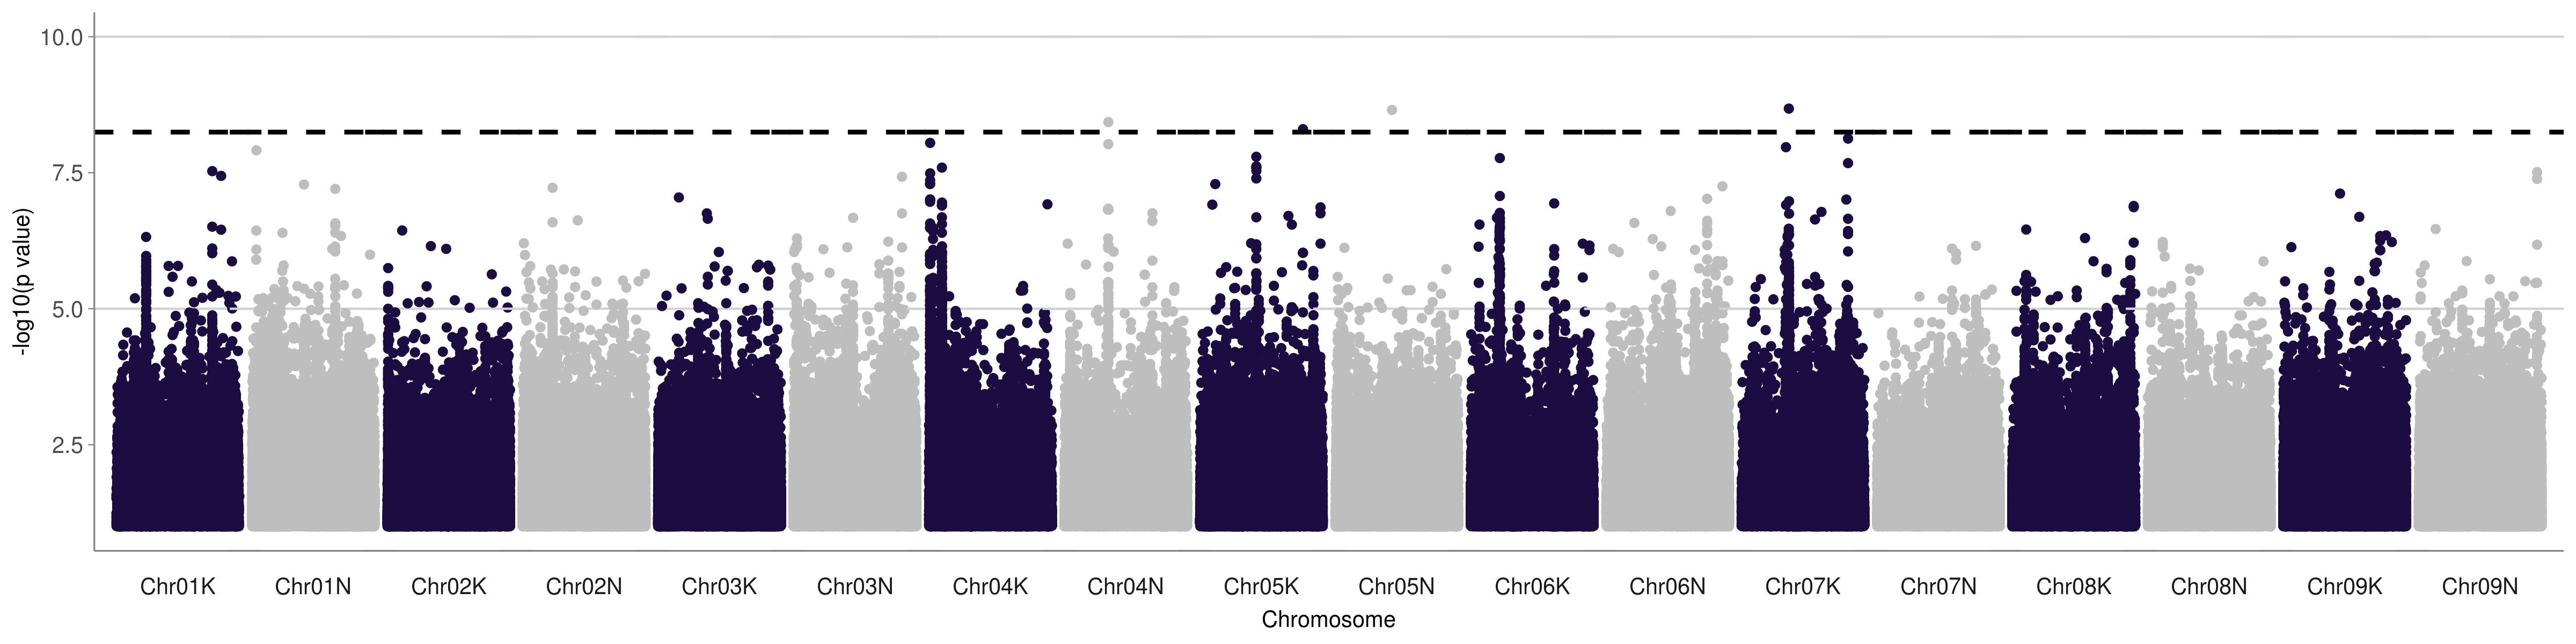 10.0
7.5
5.0
2.5
-log10(p value)
Chr01K Chr01N Chr02K Chr02N Chr03K Chr03N Chr04K Chr04N Chr05K Chr05N Chr06K Chr06N Chr07K Chr07N Chr08K Chr08N Chr09K Chr09N
Chromosome